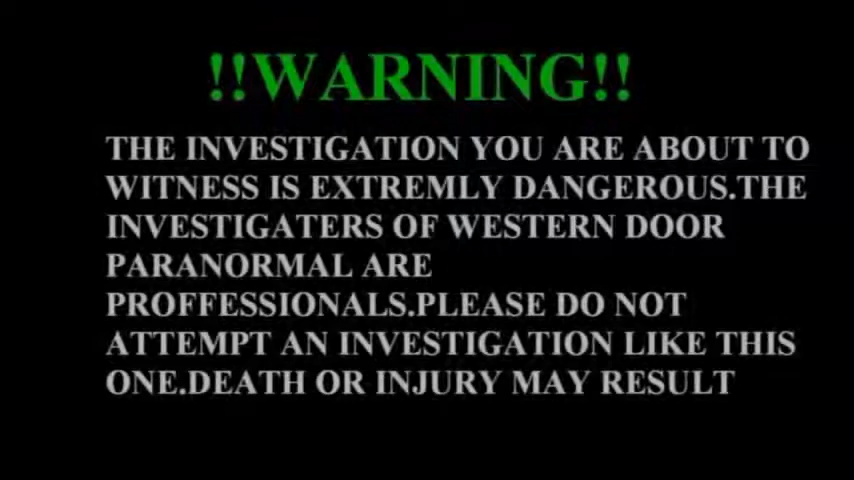 !!WARNING!!
THE INVESTIGATION YOU ARE ABOUT TO
WITNESS IS EXTREMLY DANGEROUS.THE
INVESTIGATERS OF WESTERN DOOR
PARANORMAL ARE
PROFFESSIONALS.PLEASE DO NOT
ATTEMPT AN INVESTIGATION LIKE THIS
ONE.DEATH OR INJURY MAY RESULT